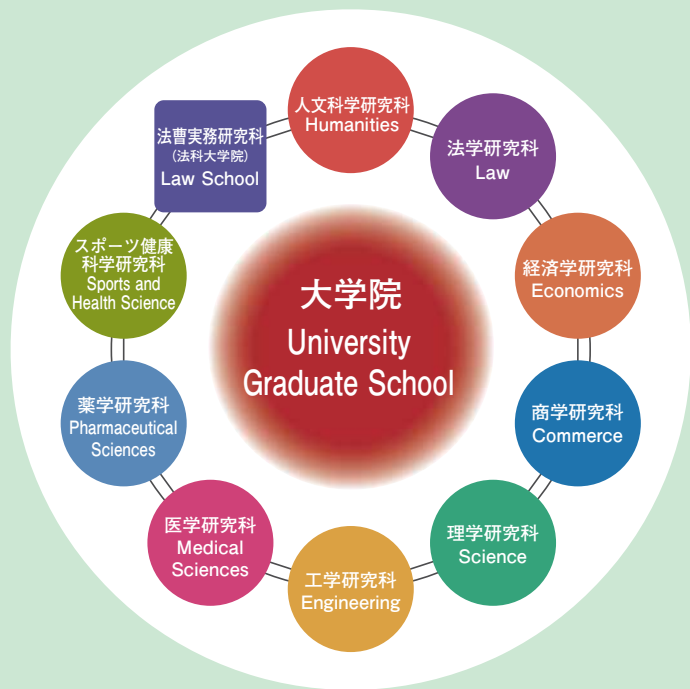 人文科学研究科
Humanities
法学研究科
Law
経済学研究科
Economics
商学研究科
Commerce
理学研究科
Science
工学研究科
Engineering
医学研究科
Medical
Sciences
薬学研究科
Pharmaceutical
Sciences
スポーツ健康
科学研究科
Sports and
Health Science
法曹実務研究科
(法科大学院)
Law School
大学院
University
Graduate School